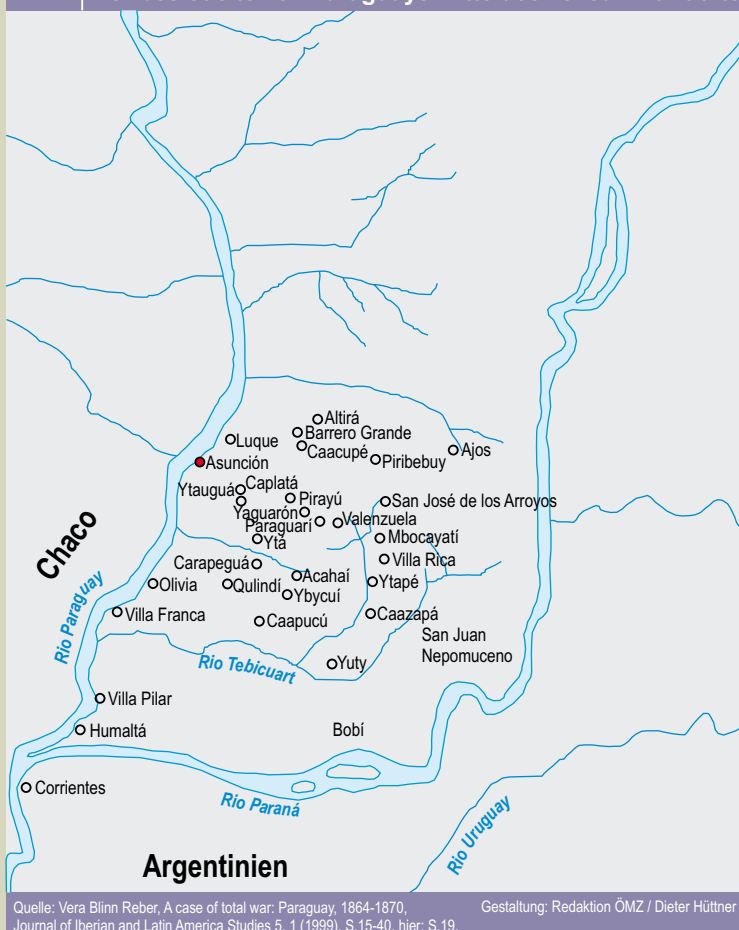 Altirá
Barrero Grande
Luque
Caacupé
Ajos
Piribebuy
Asunción
Ytauguá
Caplatá
Pirayú
San José de los Arroyos
Yaguarón
Paraguarí
Valenzuela
Ytá
Mbocayatí
Chaco
Carapeguá
Villa Rica
Acahaí
Olivia
Qulindí
Ytapé
Ybycuí
Villa Franca
Caapucú
Caazapá
Rio Paraguay
San Juan
Nepomuceno
Rio Tebicuart
Yuty
Villa Pilar
Humaltá
Bobí
Corrientes
Rio Paraná
Rio Uruguay
Argentinien
Quelle: Vera Blinn Reber, A case of total war: Paraguay, 1864-1870,
Gestaltung: Redaktion ÖMZ / Dieter Hüttner
Journal of Iberian and Latin America Studies 5, 1 (1999), S.15-40, hier: S.19.